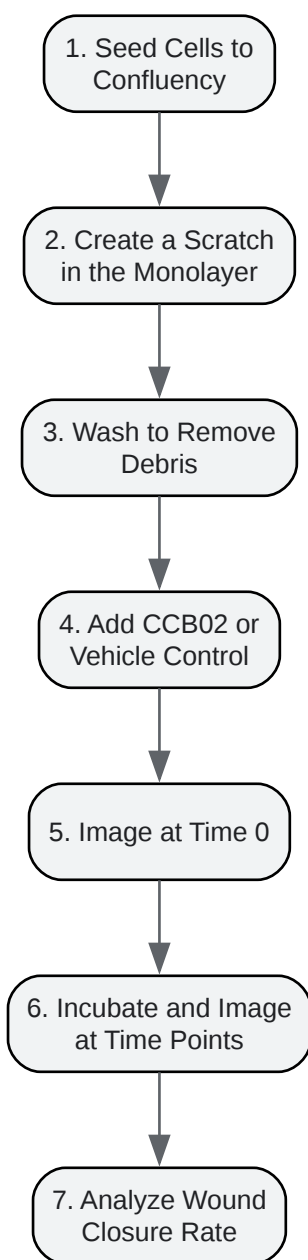 1. Seed Cells to
Confluency
2. Create a Scratch
in the Monolayer
3. Wash to Remove
Debris
4. Add CCB02 or
Vehicle Control
5. Image at Time 0
6. Incubate and Image
at Time Points
7. Analyze Wound
Closure Rate